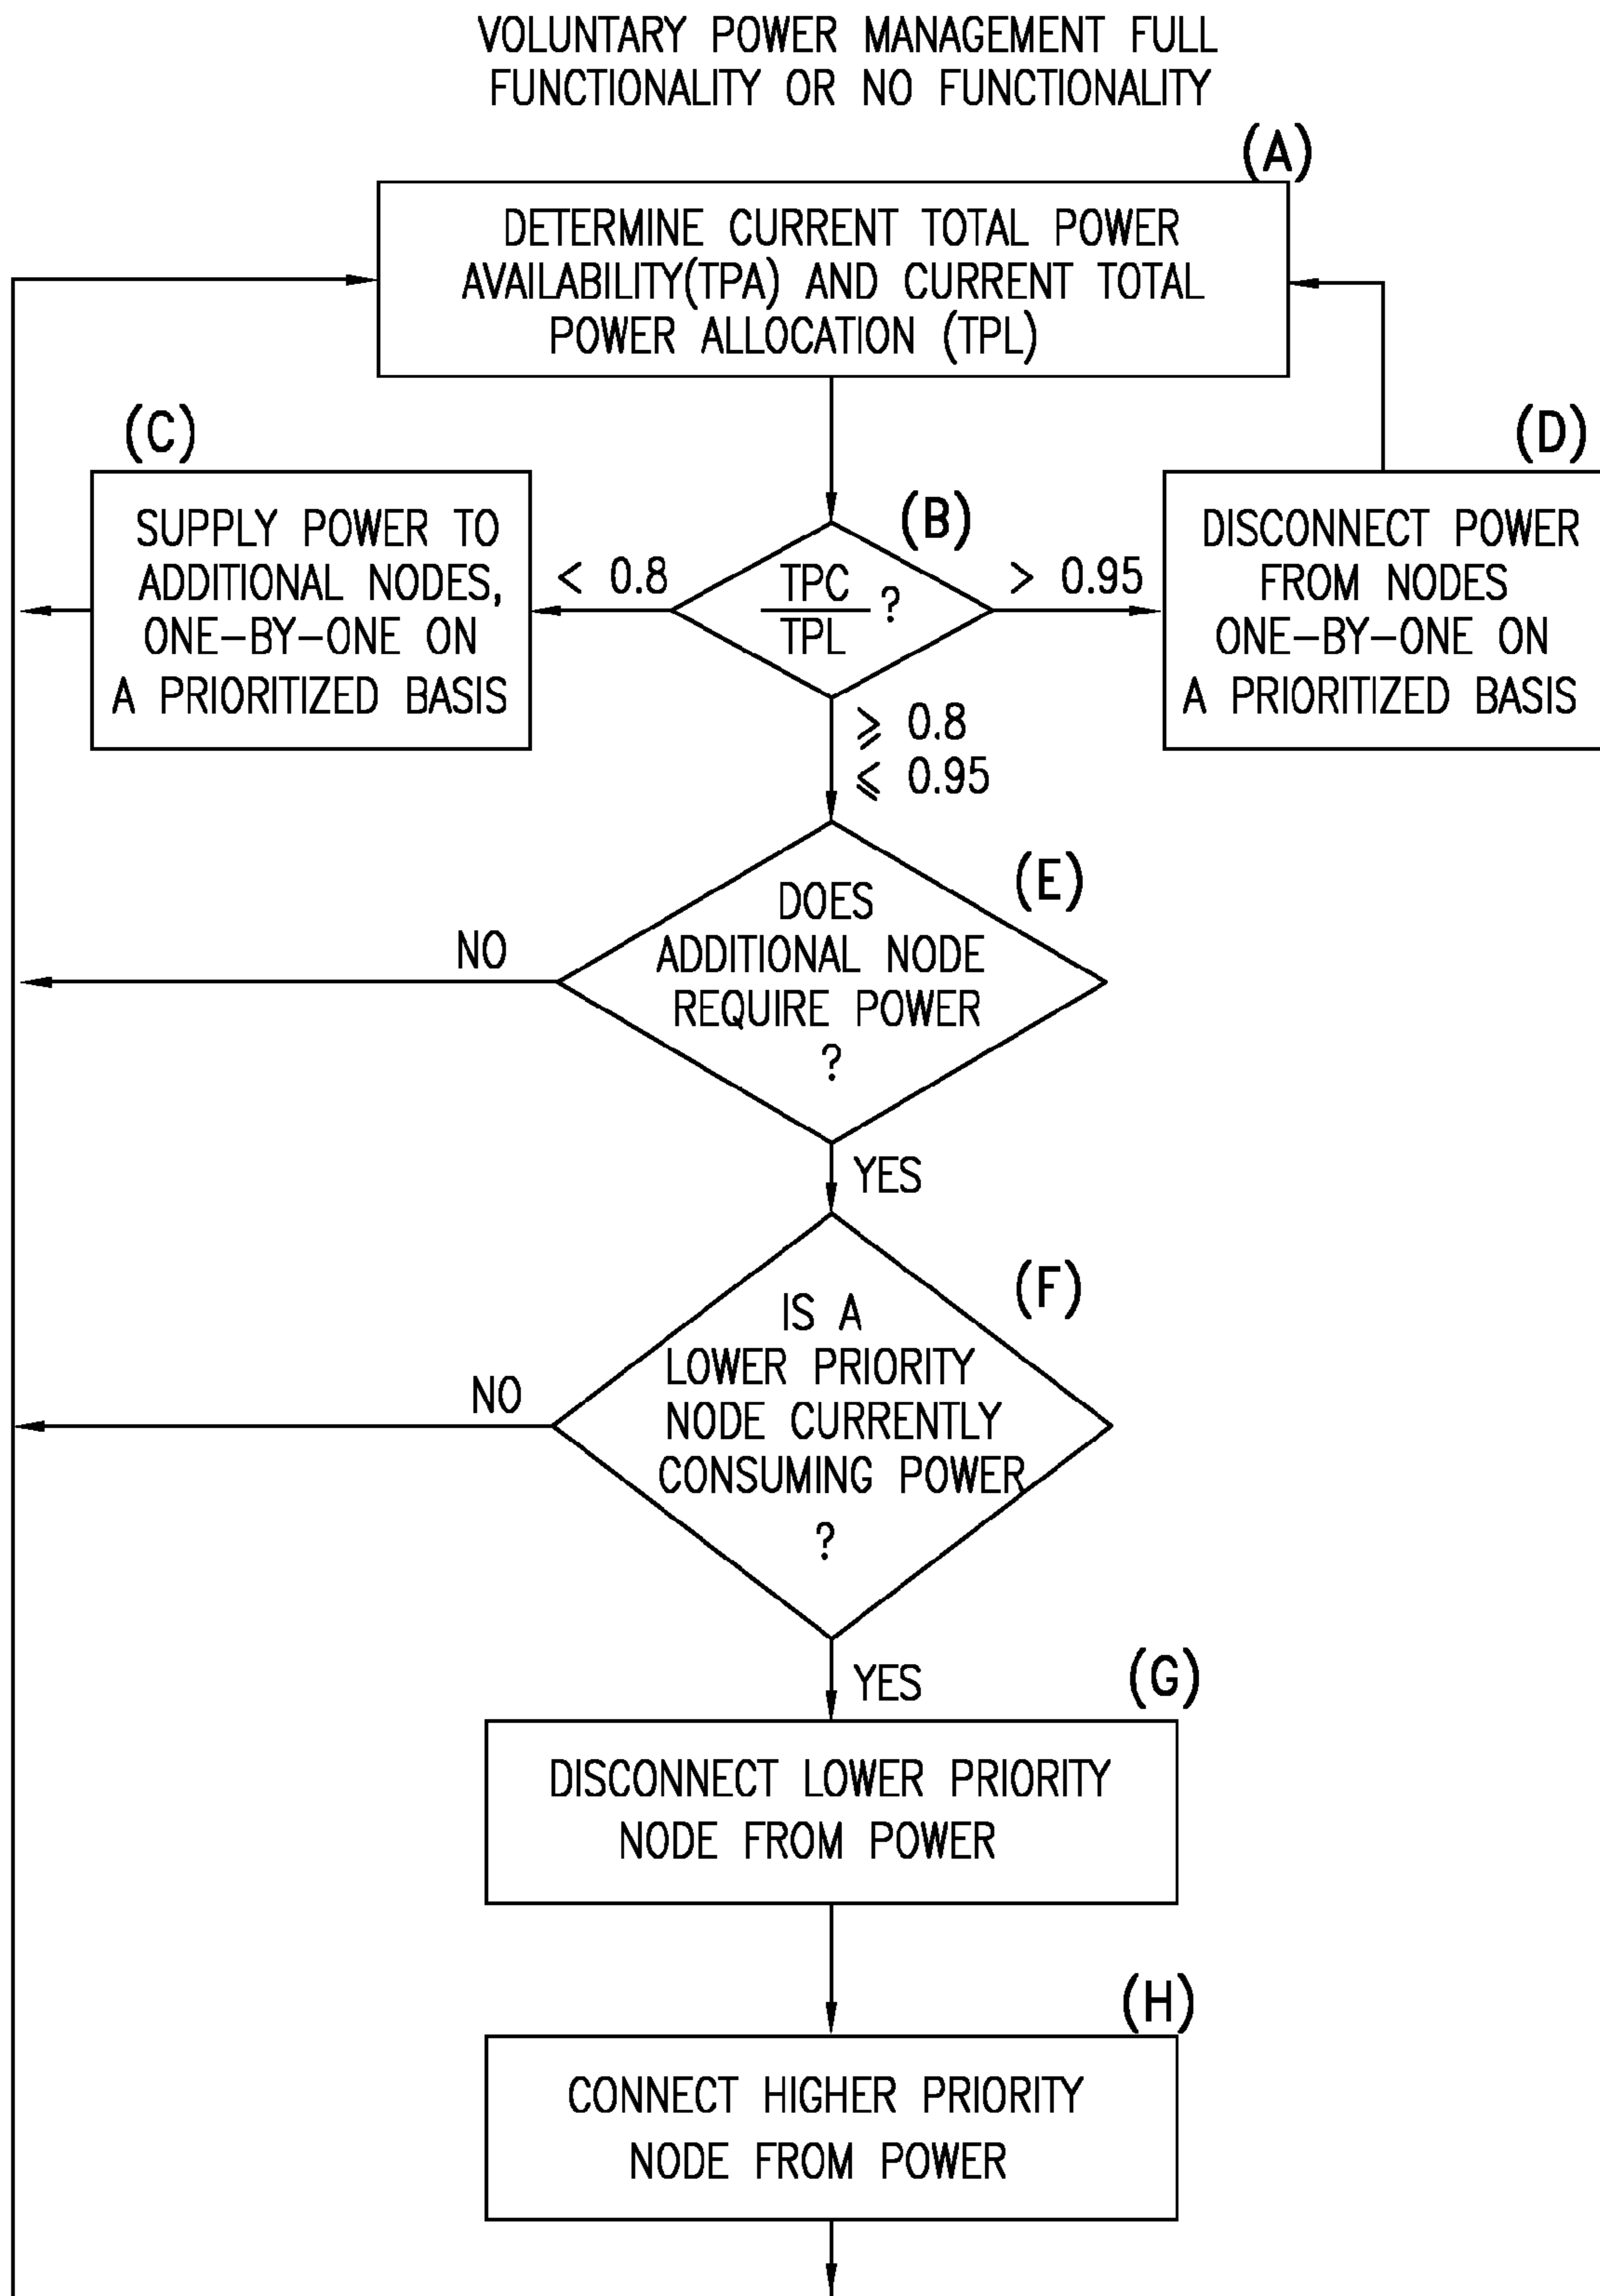 VOLUNTARY POWER MANAGEMENT FULL
FUNCTIONALITY OR NO FUNCTIONALITY
(A)
DETERMINE CURRENT TOTAL POWER
AVAILABILITY(TPA) AND CURRENT TOTAL
POWER ALLOCATION (TPL)
(C)
SUPPLY POWER TO
ADDITIONAL NODES,
ONE-BY-ONE ON
A PRIORITIZED BASIS
< 0.8
(B)
TPC
?
TPL
> 0.95
(D)
DISCONNECT POWER
FROM NODES
ONE-BY-ONE ON
A PRIORITIZED BASIS
⩾ 0.8
⩽ 0.95
(E)
DOES
ADDITIONAL NODE
REQUIRE POWER
?
NO
YES
(F)
IS A
LOWER PRIORITY
NODE CURRENTLY
CONSUMING POWER
?
NO
YES
(G)
DISCONNECT LOWER PRIORITY
NODE FROM POWER
(H)
CONNECT HIGHER PRIORITY
NODE FROM POWER